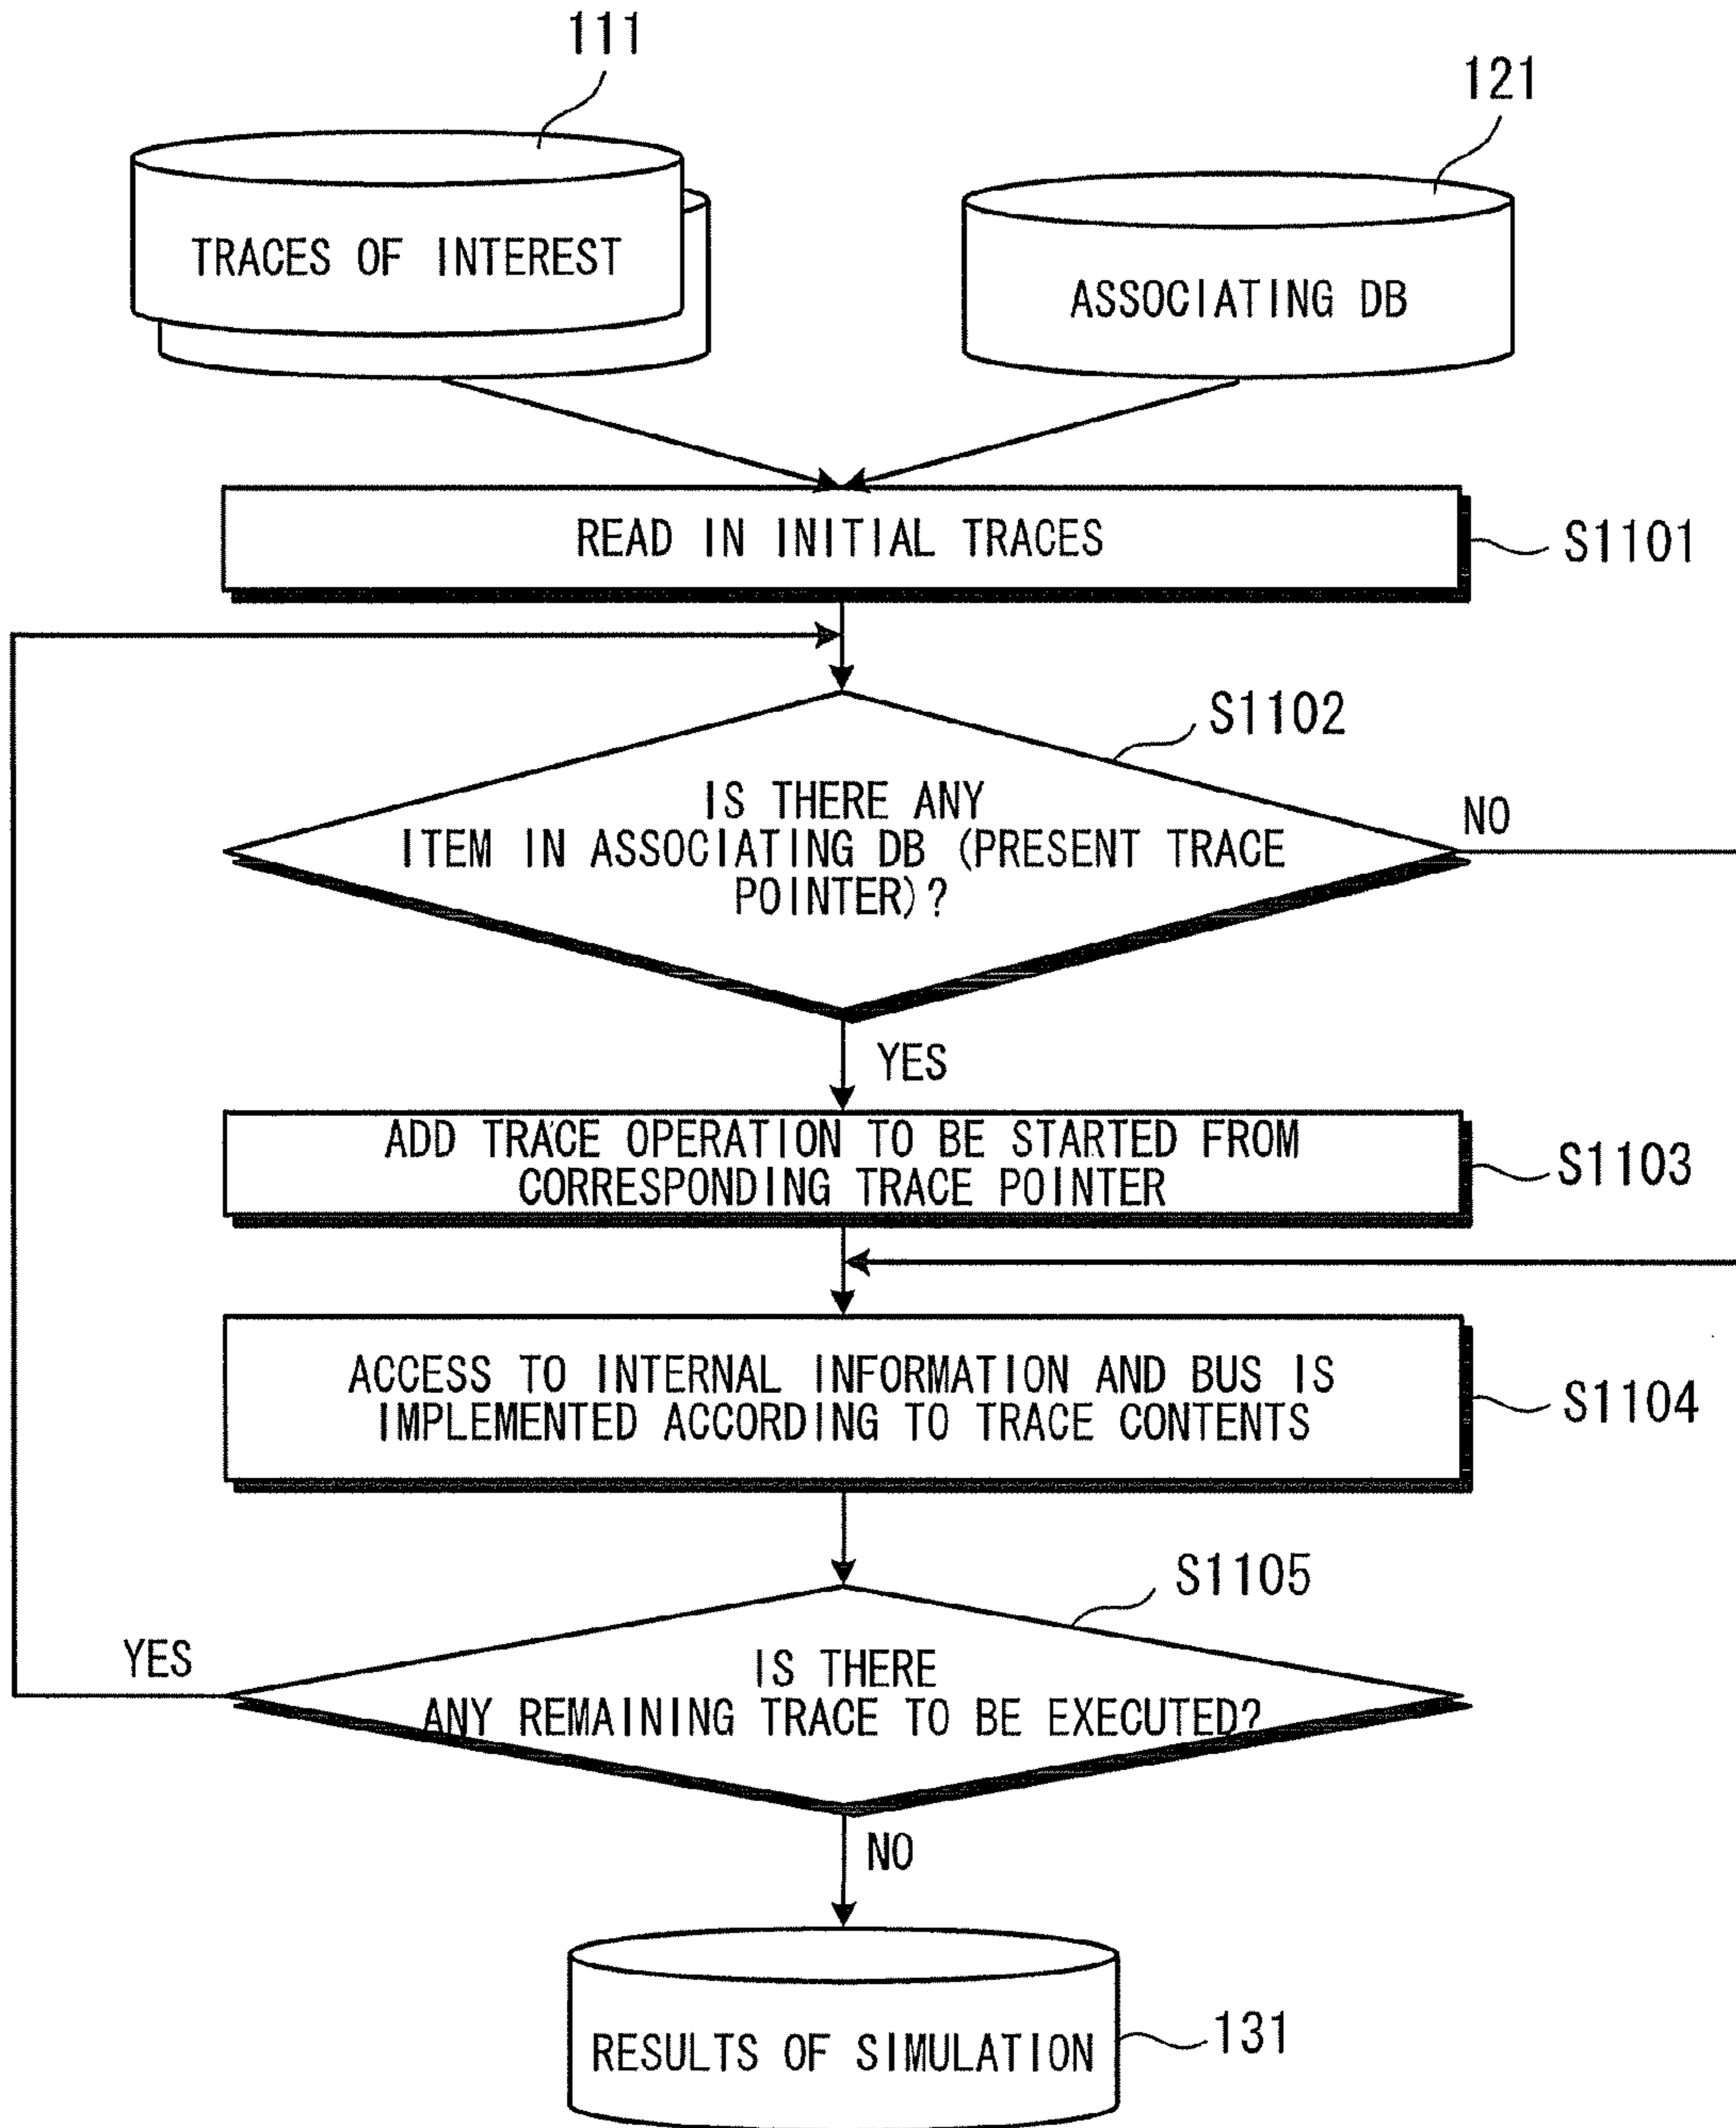 111
121
TRACES OF INTEREST
ASSOCIATING DB
READ IN INITIAL TRACES
S1101
S1102
IS THERE ANY
ITEM IN ASSOCIATING DB (PRESENT TRACE
POINTER)?
NO
YES
ADD TRACE OPERATION TO BE STARTED FROM
CORRESPONDING TRACE POINTER
S1103
ACCESS TO INTERNAL INFORMATION AND BUS IS
IMPLEMENTED ACCORDING TO TRACE CONTENTS
S1104
S1105
YES
IS THERE
ANY REMAINING TRACE TO BE EXECUTED?
NO
RESULTS OF SIMULATION
131